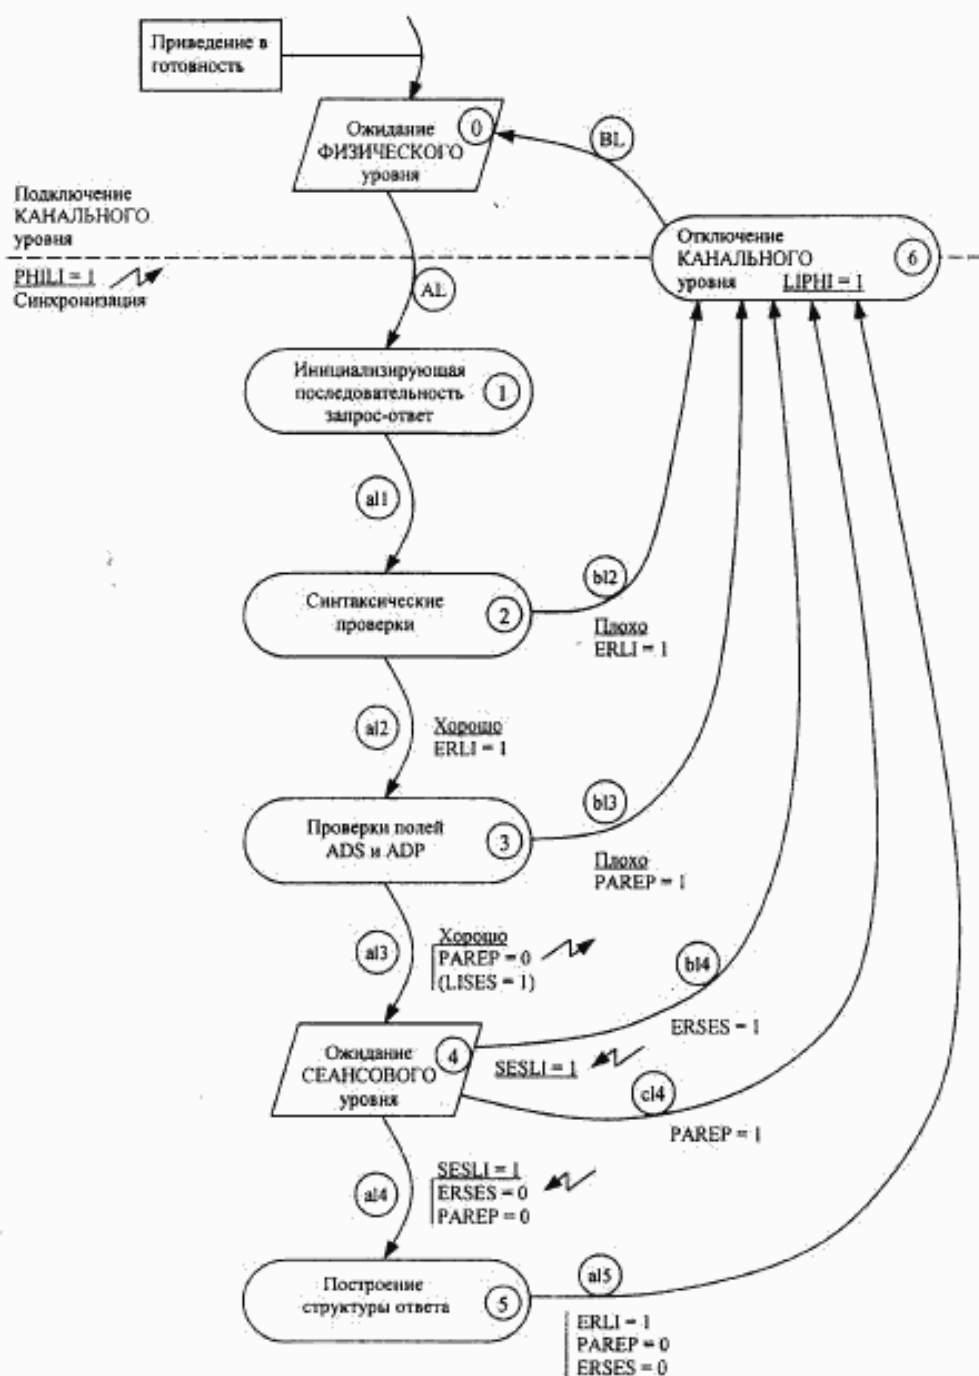 Приведение в
готовность
Ожидание
ФИЗИЧЕСКОГО
уровня
0
BL
Подключение
КАНАЛЬНОГО
уровня
Отключение
КАНАЛЬНОГО
уровня LIPHI = 1
6
PHILI = 1
Синхронизация
AL
Инициализирующая
последовательность
запрос-ответ
1
al1
Синтаксические
проверки
2
bl2
Плохо
ERLI = 1
al2
Хорошо
ERLI = 1
Проверки полей
ADS и ADP
3
bl3
Плохо
PAREP = 1
al3
Хорошо
PAREP = 0
(LISES = 1)
bl4
ERSES = 1
Ожидание
СЕАНСОВОГО
уровня
4
SESLI = 1
cl4
PAREP = 1
al4
SESLI = 1
ERSES = 0
PAREP = 0
Построение
структуры ответа
5
al5
ERLI = 1
PAREP = 0
ERSES = 0